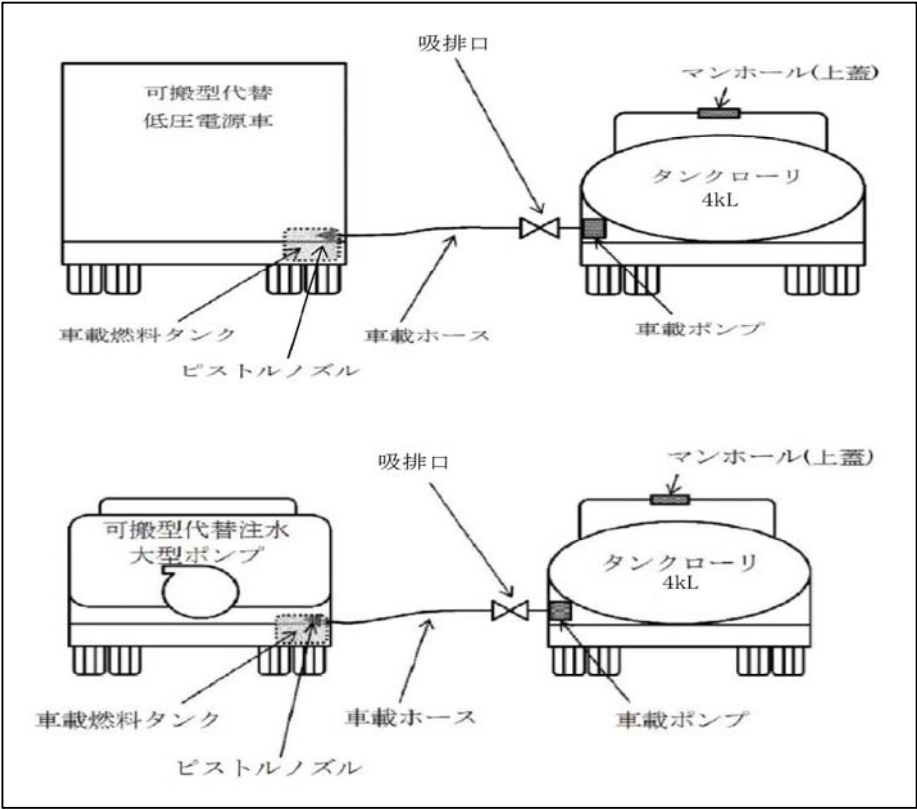 吸排口
マンホール(上蓋)
可搬型代替
低圧電源車
タンクローリ
4kL
車載燃料タンク
車載ホース
車載ポンプ
ピストルノズル
吸排口
マンホール(上蓋)
可搬型代替注水
大型ポンプ
タンクローリ
4kL
車載燃料タンク
車載ホース
車載ポンプ
ピストルノズル